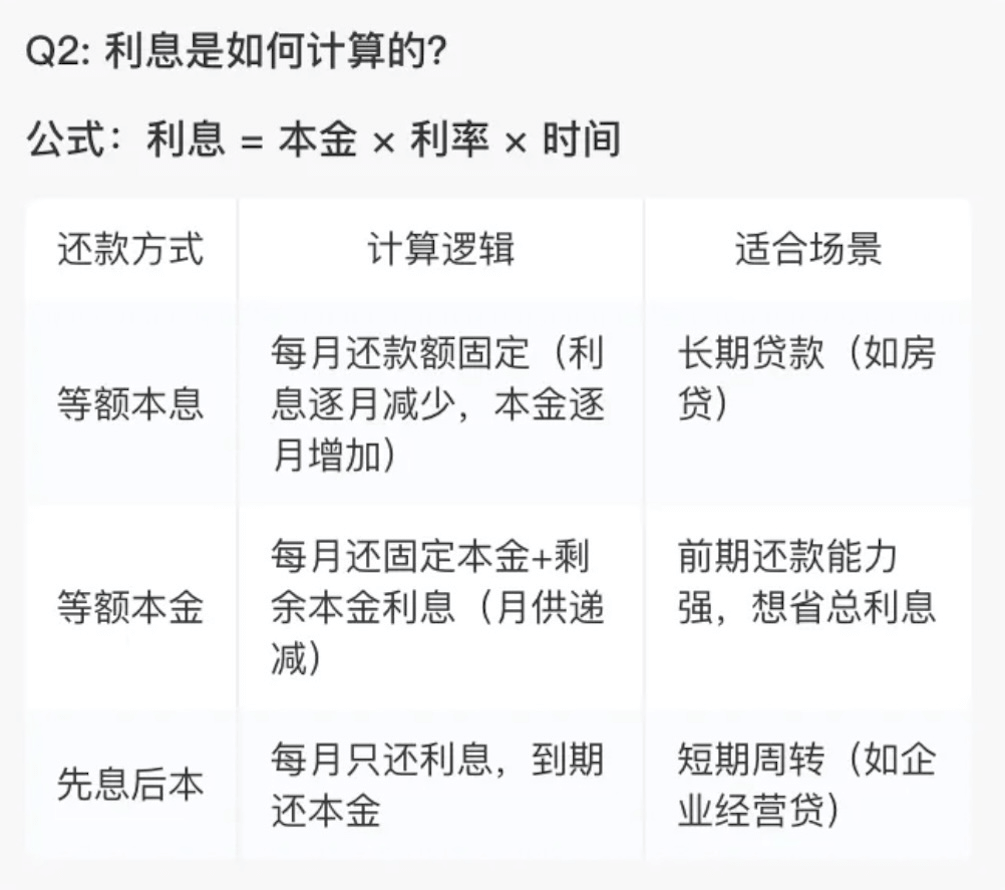 Q2: 利息是如何计算的?
公式：利息 = 本金 × 利率 × 时间
还款方式
计算逻辑
适合场景
等额本息
每月还款额固定（利
息逐月减少，本金逐
月增加）
长期贷款（如房
贷）
等额本金
每月还固定本金+剩
余本金利息（月供递
减）
前期还款能力
强，想省总利息
先息后本
每月只还利息，到期
还本金
短期周转（如企
业经营贷）